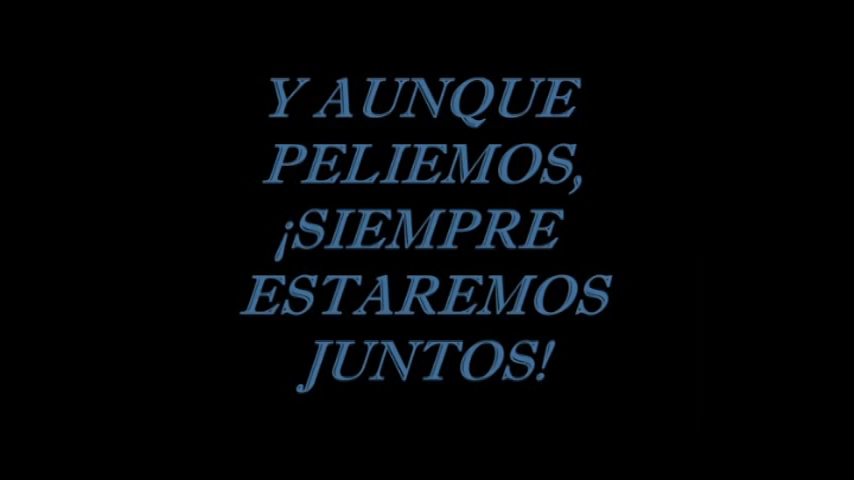 Y AUNQUE
PELIEMOS,
¡SIEMPRE
ESTAREMOS
JUNTOS!